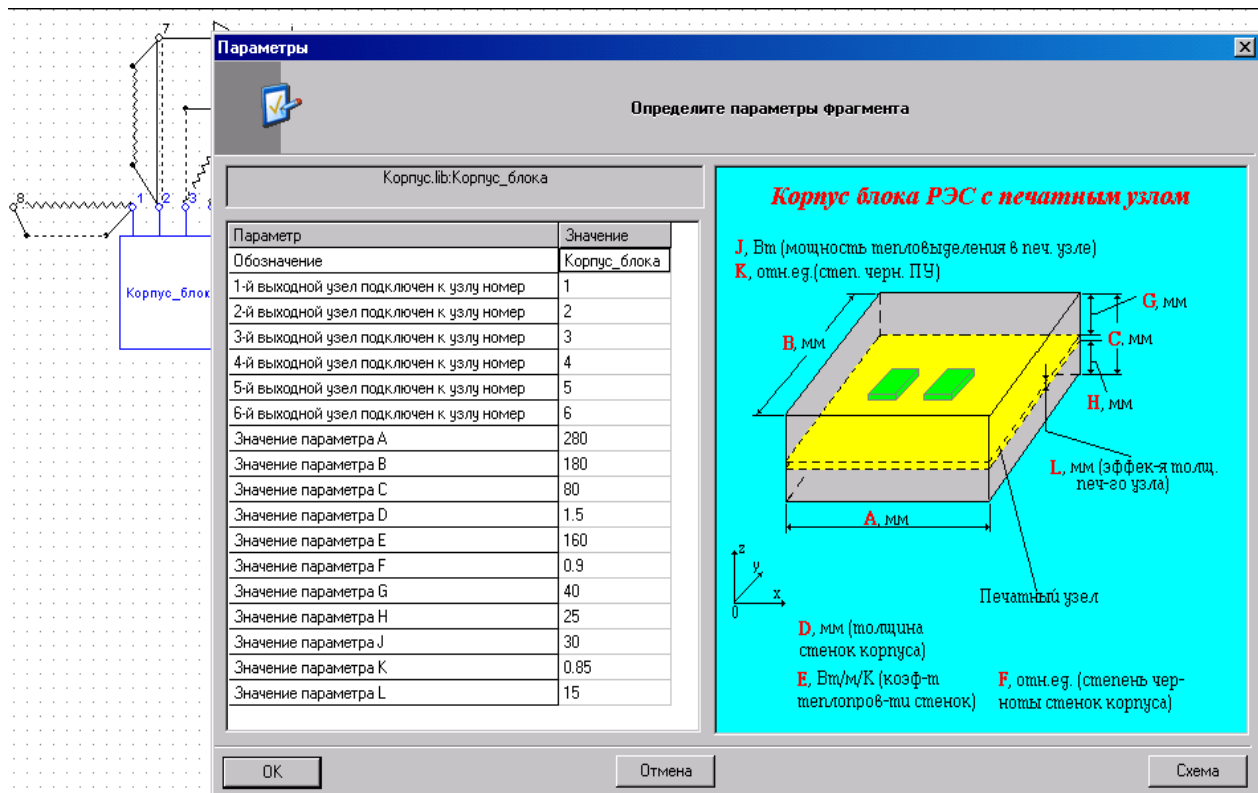 7
Параметры
Определите параметры фрагмента
8
1
2
3
Корпус_блок
Корпус.lib:Корпус_блока
Параметр Значение
Обозначение Корпус_блока
1-й выходной узел подключен к узлу номер 1
2-й выходной узел подключен к узлу номер 2
3-й выходной узел подключен к узлу номер 3
4-й выходной узел подключен к узлу номер 4
5-й выходной узел подключен к узлу номер 5
6-й выходной узел подключен к узлу номер 6
Значение параметра A 280
Значение параметра B 180
Значение параметра C 80
Значение параметра D 1.5
Значение параметра E 160
Значение параметра F 0.9
Значение параметра G 40
Значение параметра H 25
Значение параметра J 30
Значение параметра K 0.85
Значение параметра L 15
Корпус блока РЭС с печатным узлом
J, Вт (мощность тепловыделения в печ. узле)
K, отн.ед.(степ. черн. ПУ)
G, мм
B, мм
C, мм
H, мм
L, мм (эффек-я толщ.
печ-го узла)
A, мм
z
y
x
0
Печатный узел
D, мм (толщина
стенок корпуса)
E, Вт/м/К (коэф-т
теплопров-ти стенок)
F, отн.ед. (степень чер-
ноты стенок корпуса)
OK
Отмена
Схема